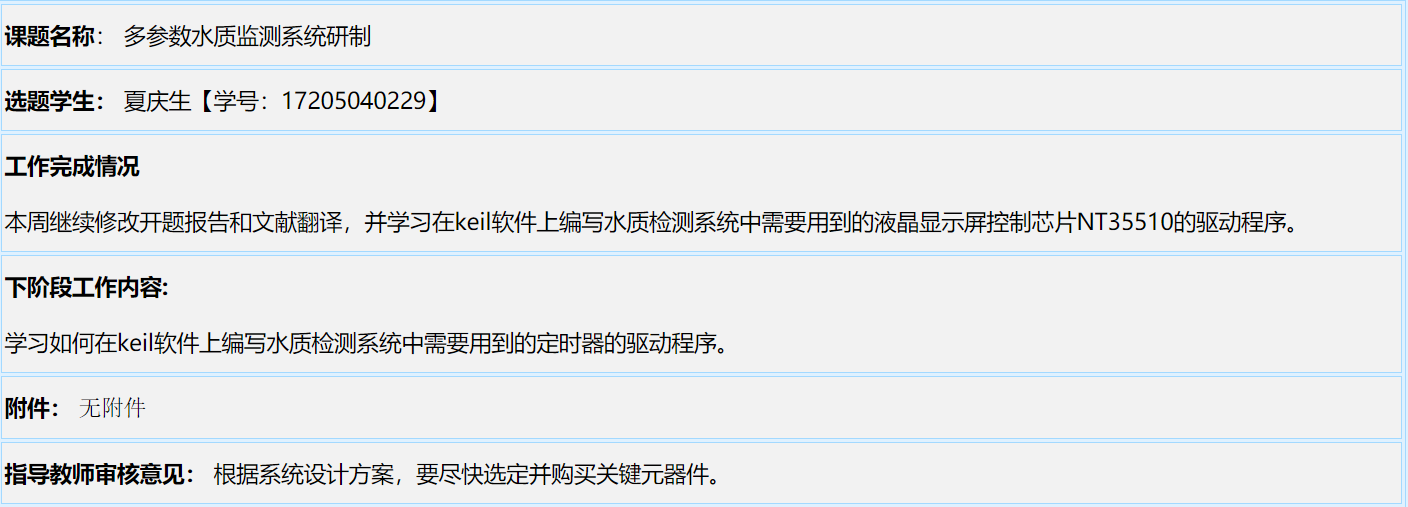 课题名称： 多参数水质监测系统研制
选题学生： 夏庆生【学号：17205040229】
工作完成情况
本周继续修改开题报告和文献翻译，并学习在keil软件上编写水质检测系统中需要用到的液晶显示屏控制芯片NT35510的驱动程序。
下阶段工作内容:
学习如何在keil软件上编写水质检测系统中需要用到的定时器的驱动程序。
附件： 无附件
指导教师审核意见： 根据系统设计方案，要尽快选定并购买关键元器件。